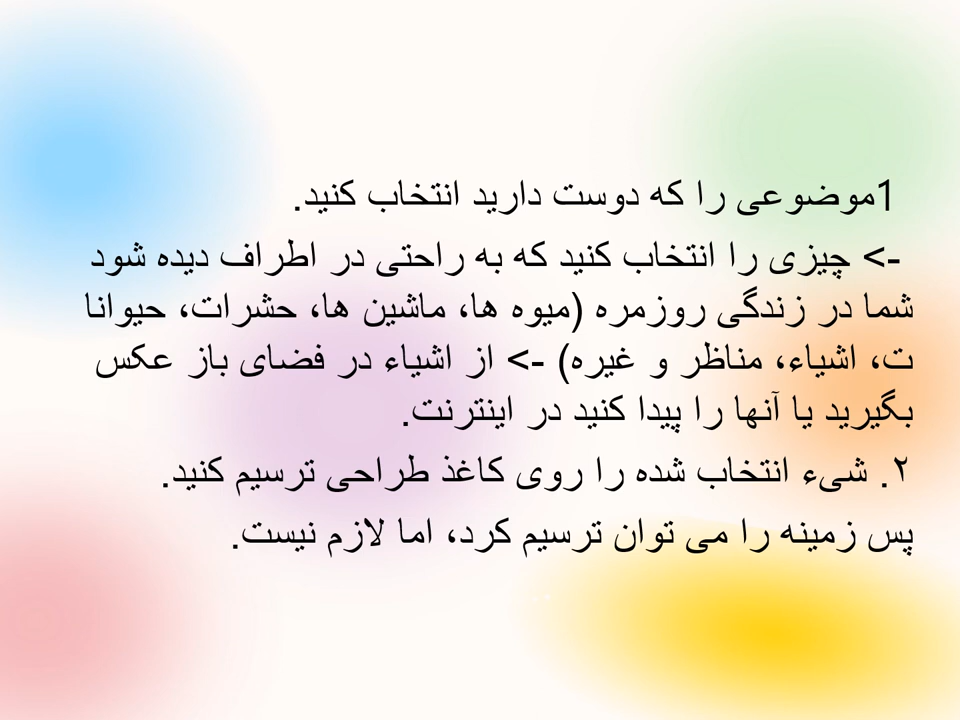 1موضوعی را که دوست دارید انتخاب کنید.
-> چیزی را انتخاب کنید که به راحتی در اطراف دیده شود
شما در زندگی روزمره (میوه ها، ماشین ها، حشرات، حیوانا
ت، اشیاء، مناظر و غیره) -> از اشیاء در فضای باز عکس
بگیرید یا آنها را پیدا کنید در اینترنت.
۲. شیء انتخاب شده را روی کاغذ طراحی ترسیم کنید.
پس زمینه را می توان ترسیم کرد، اما لازم نیست.